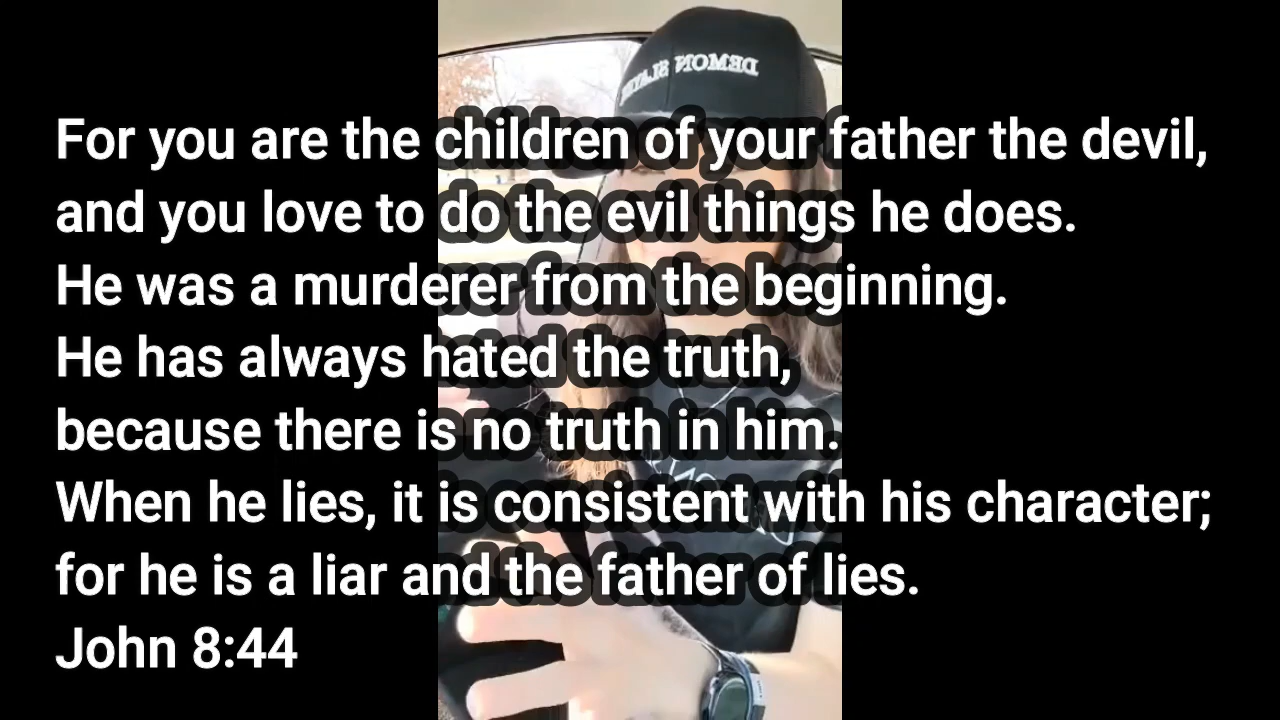 DEMON
For you are the children of your father the devil,
and you love to do the evil things he does.
He was a murderer from the beginning.
He has always hated the truth,
because there is no truth in him.
When he lies, it is consistent with his character;
for he is a liar and the father of lies.
John 8:44